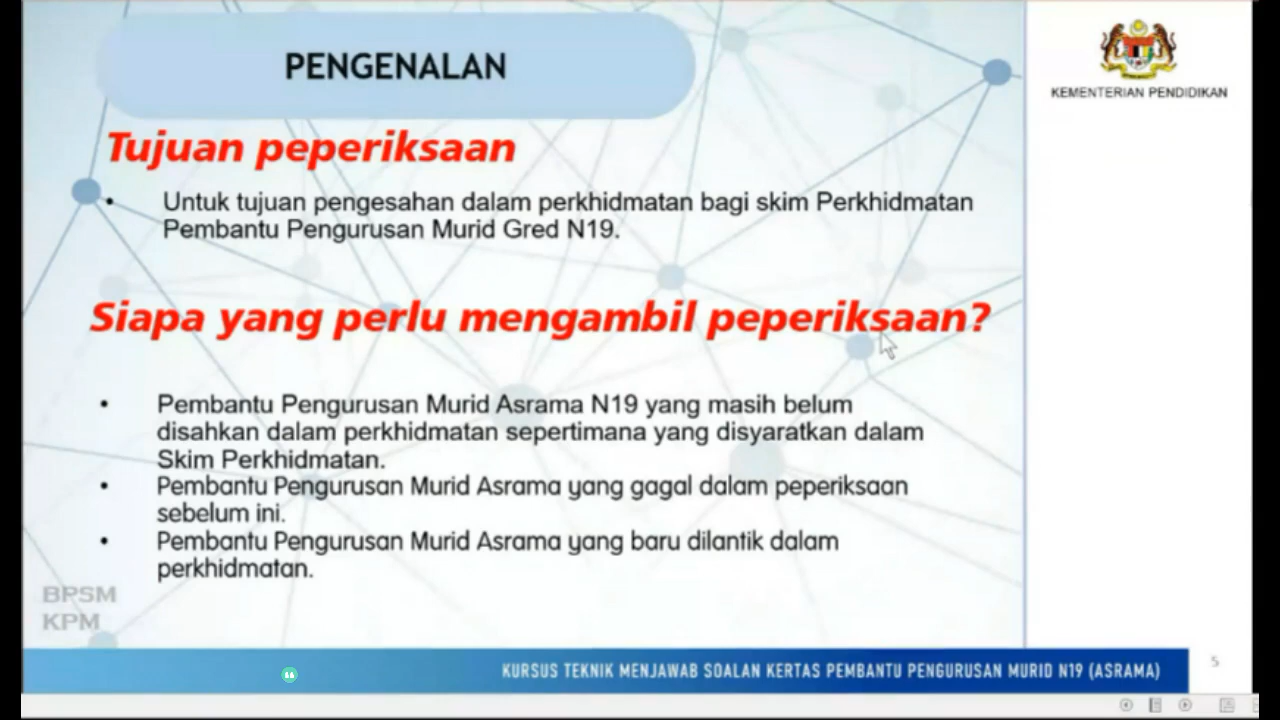 PENGENALAN
KEMENTERIAN PENDIDIKAN
Tujuan peperiksaan
• Untuk tujuan pengesahan dalam perkhidmatan bagi skim Perkhidmatan
Pembantu Pengurusan Murid Gred N19.
Siapa yang perlu mengambil peperiksaan?
• Pembantu Pengurusan Murid Asrama N19 yang masih belum
disahkan dalam perkhidmatan sepertimana yang disyaratkan dalam
Skim Perkhidmatan.
• Pembantu Pengurusan Murid Asrama yang gagal dalam peperiksaan
sebelum ini.
• Pembantu Pengurusan Murid Asrama yang baru dilantik dalam
perkhidmatan.
BPSM
KPM
KURSUS TEKNIK MENJAWAB SOALAN KERTAS PEMBANTU PENGURUSAN MURID N19 (ASRAMA)
5